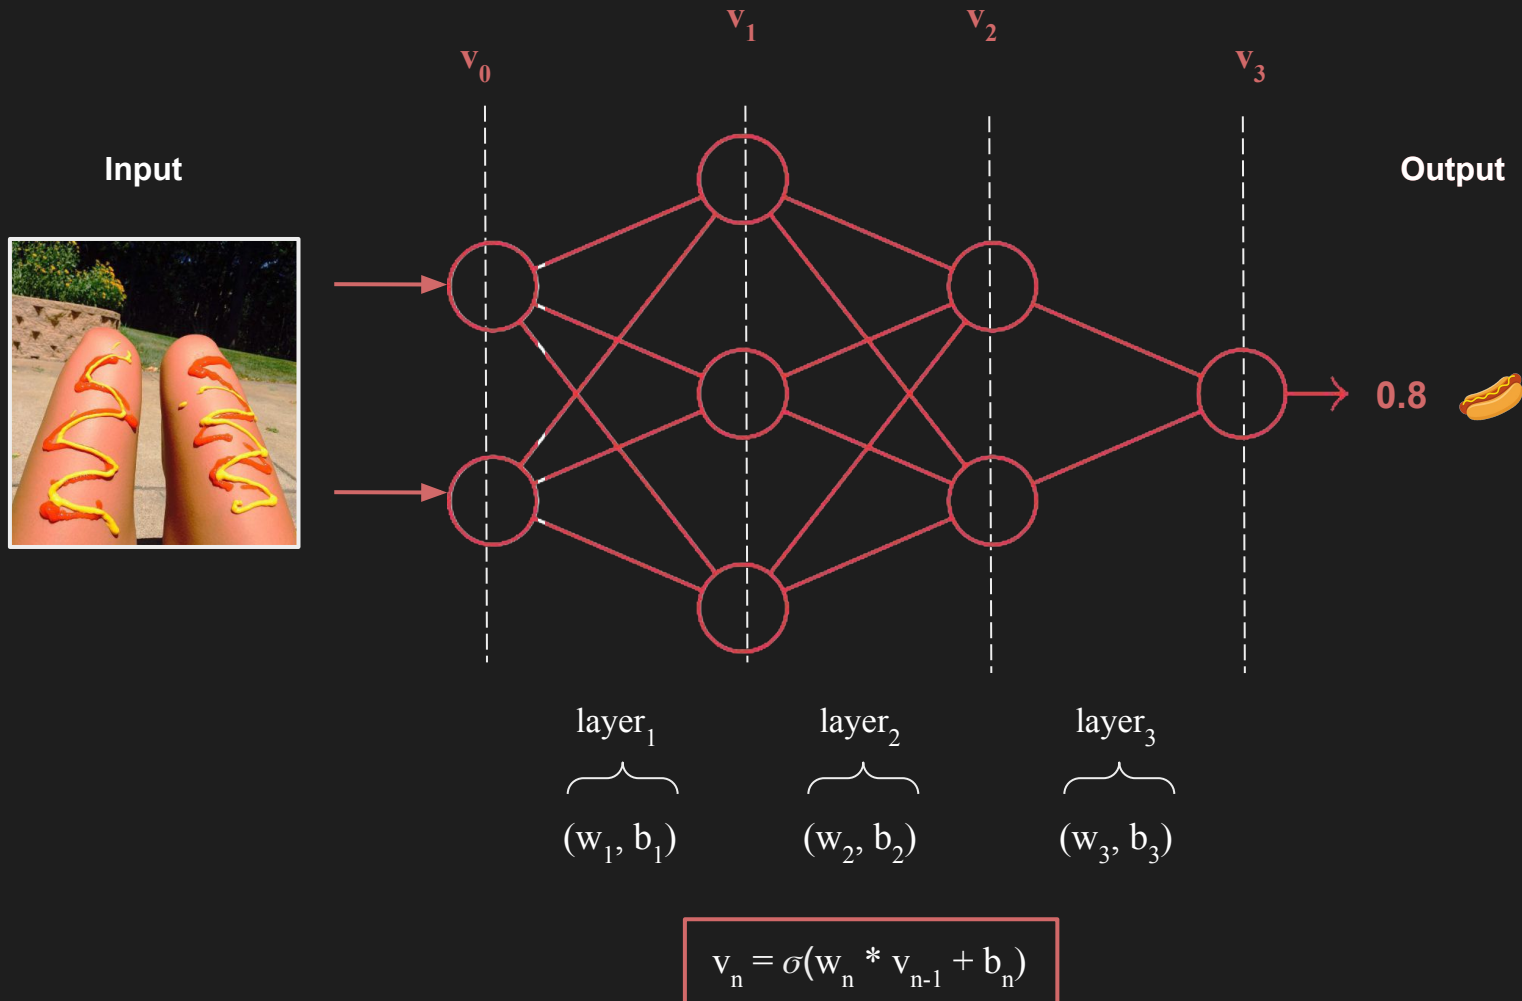 v₀
v₁
v₂
v₃
Input
Output
0.8
layer₁
layer₂
layer₃
(w₁, b₁)
(w₂, b₂)
(w₃, b₃)
vₙ = σ(wₙ * vₙ₋₁ + bₙ)